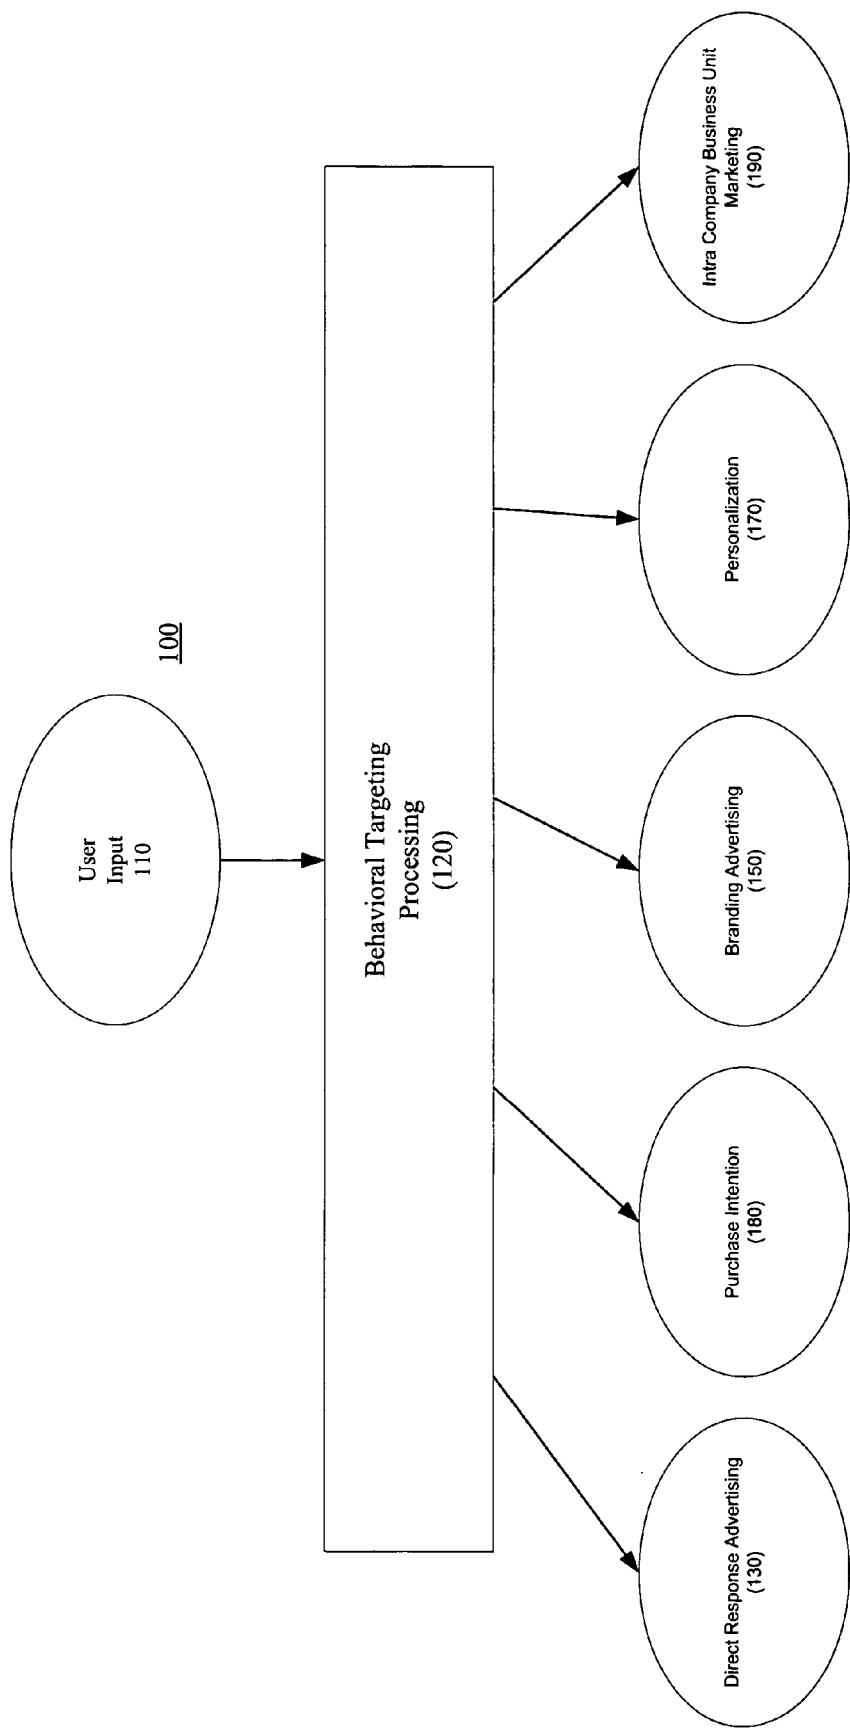 100
User
Input
110
Behavioral Targeting
Processing
(120)
Direct Response Advertising
(130)
Purchase Intention
(180)
Branding Advertising
(150)
Personalization
(170)
Intra Company Business Unit
Marketing
(190)